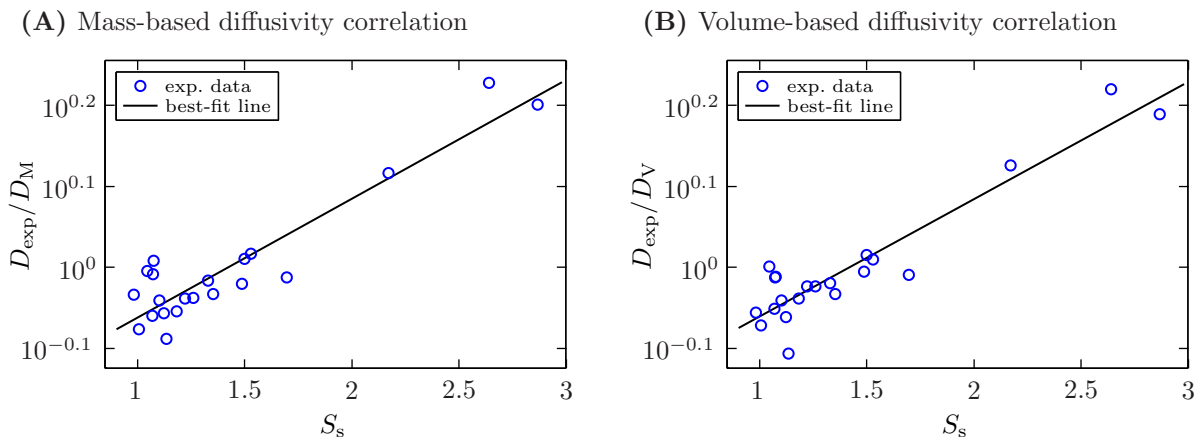 (A) Mass-based diffusivity correlation
exp. data
best-fit line
10^0.2
10^0.1
10^0
10^−0.1
D_exp/D_M
1 1.5 2 2.5 3
S_s
(B) Volume-based diffusivity correlation
exp. data
best-fit line
10^0.2
10^0.1
10^0
10^−0.1
D_exp/D_V
1 1.5 2 2.5 3
S_s